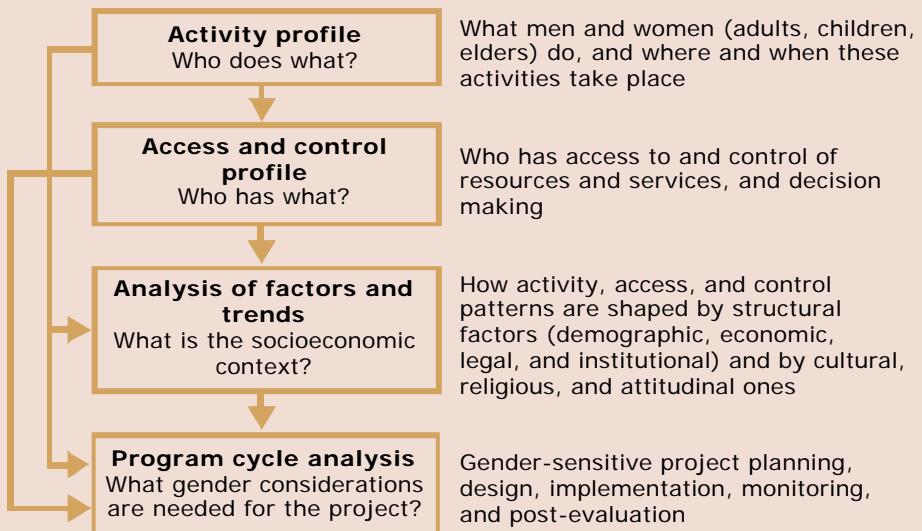 Activity profile
Who does what?
What men and women (adults, children,
elders) do, and where and when these
activities take place
Access and control
profile
Who has what?
Who has access to and control of
resources and services, and decision
making
Analysis of factors and
trends
What is the socioeconomic
context?
How activity, access, and control
patterns are shaped by structural
factors (demographic, economic,
legal, and institutional) and by cultural,
religious, and attitudinal ones
Program cycle analysis
What gender considerations
are needed for the project?
Gender-sensitive project planning,
design, implementation, monitoring,
and post-evaluation